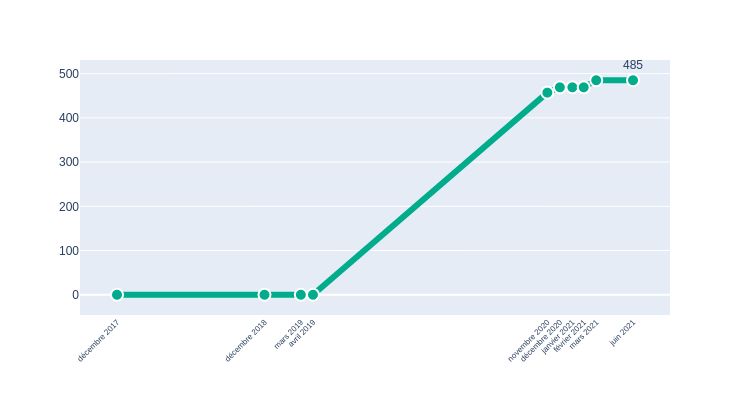 485
500
400
300
200
100
0
décembre 2017
décembre 2018
mars 2019
avril 2019
novembre 2020
décembre 2020
janvier 2021
février 2021
mars 2021
juin 2021